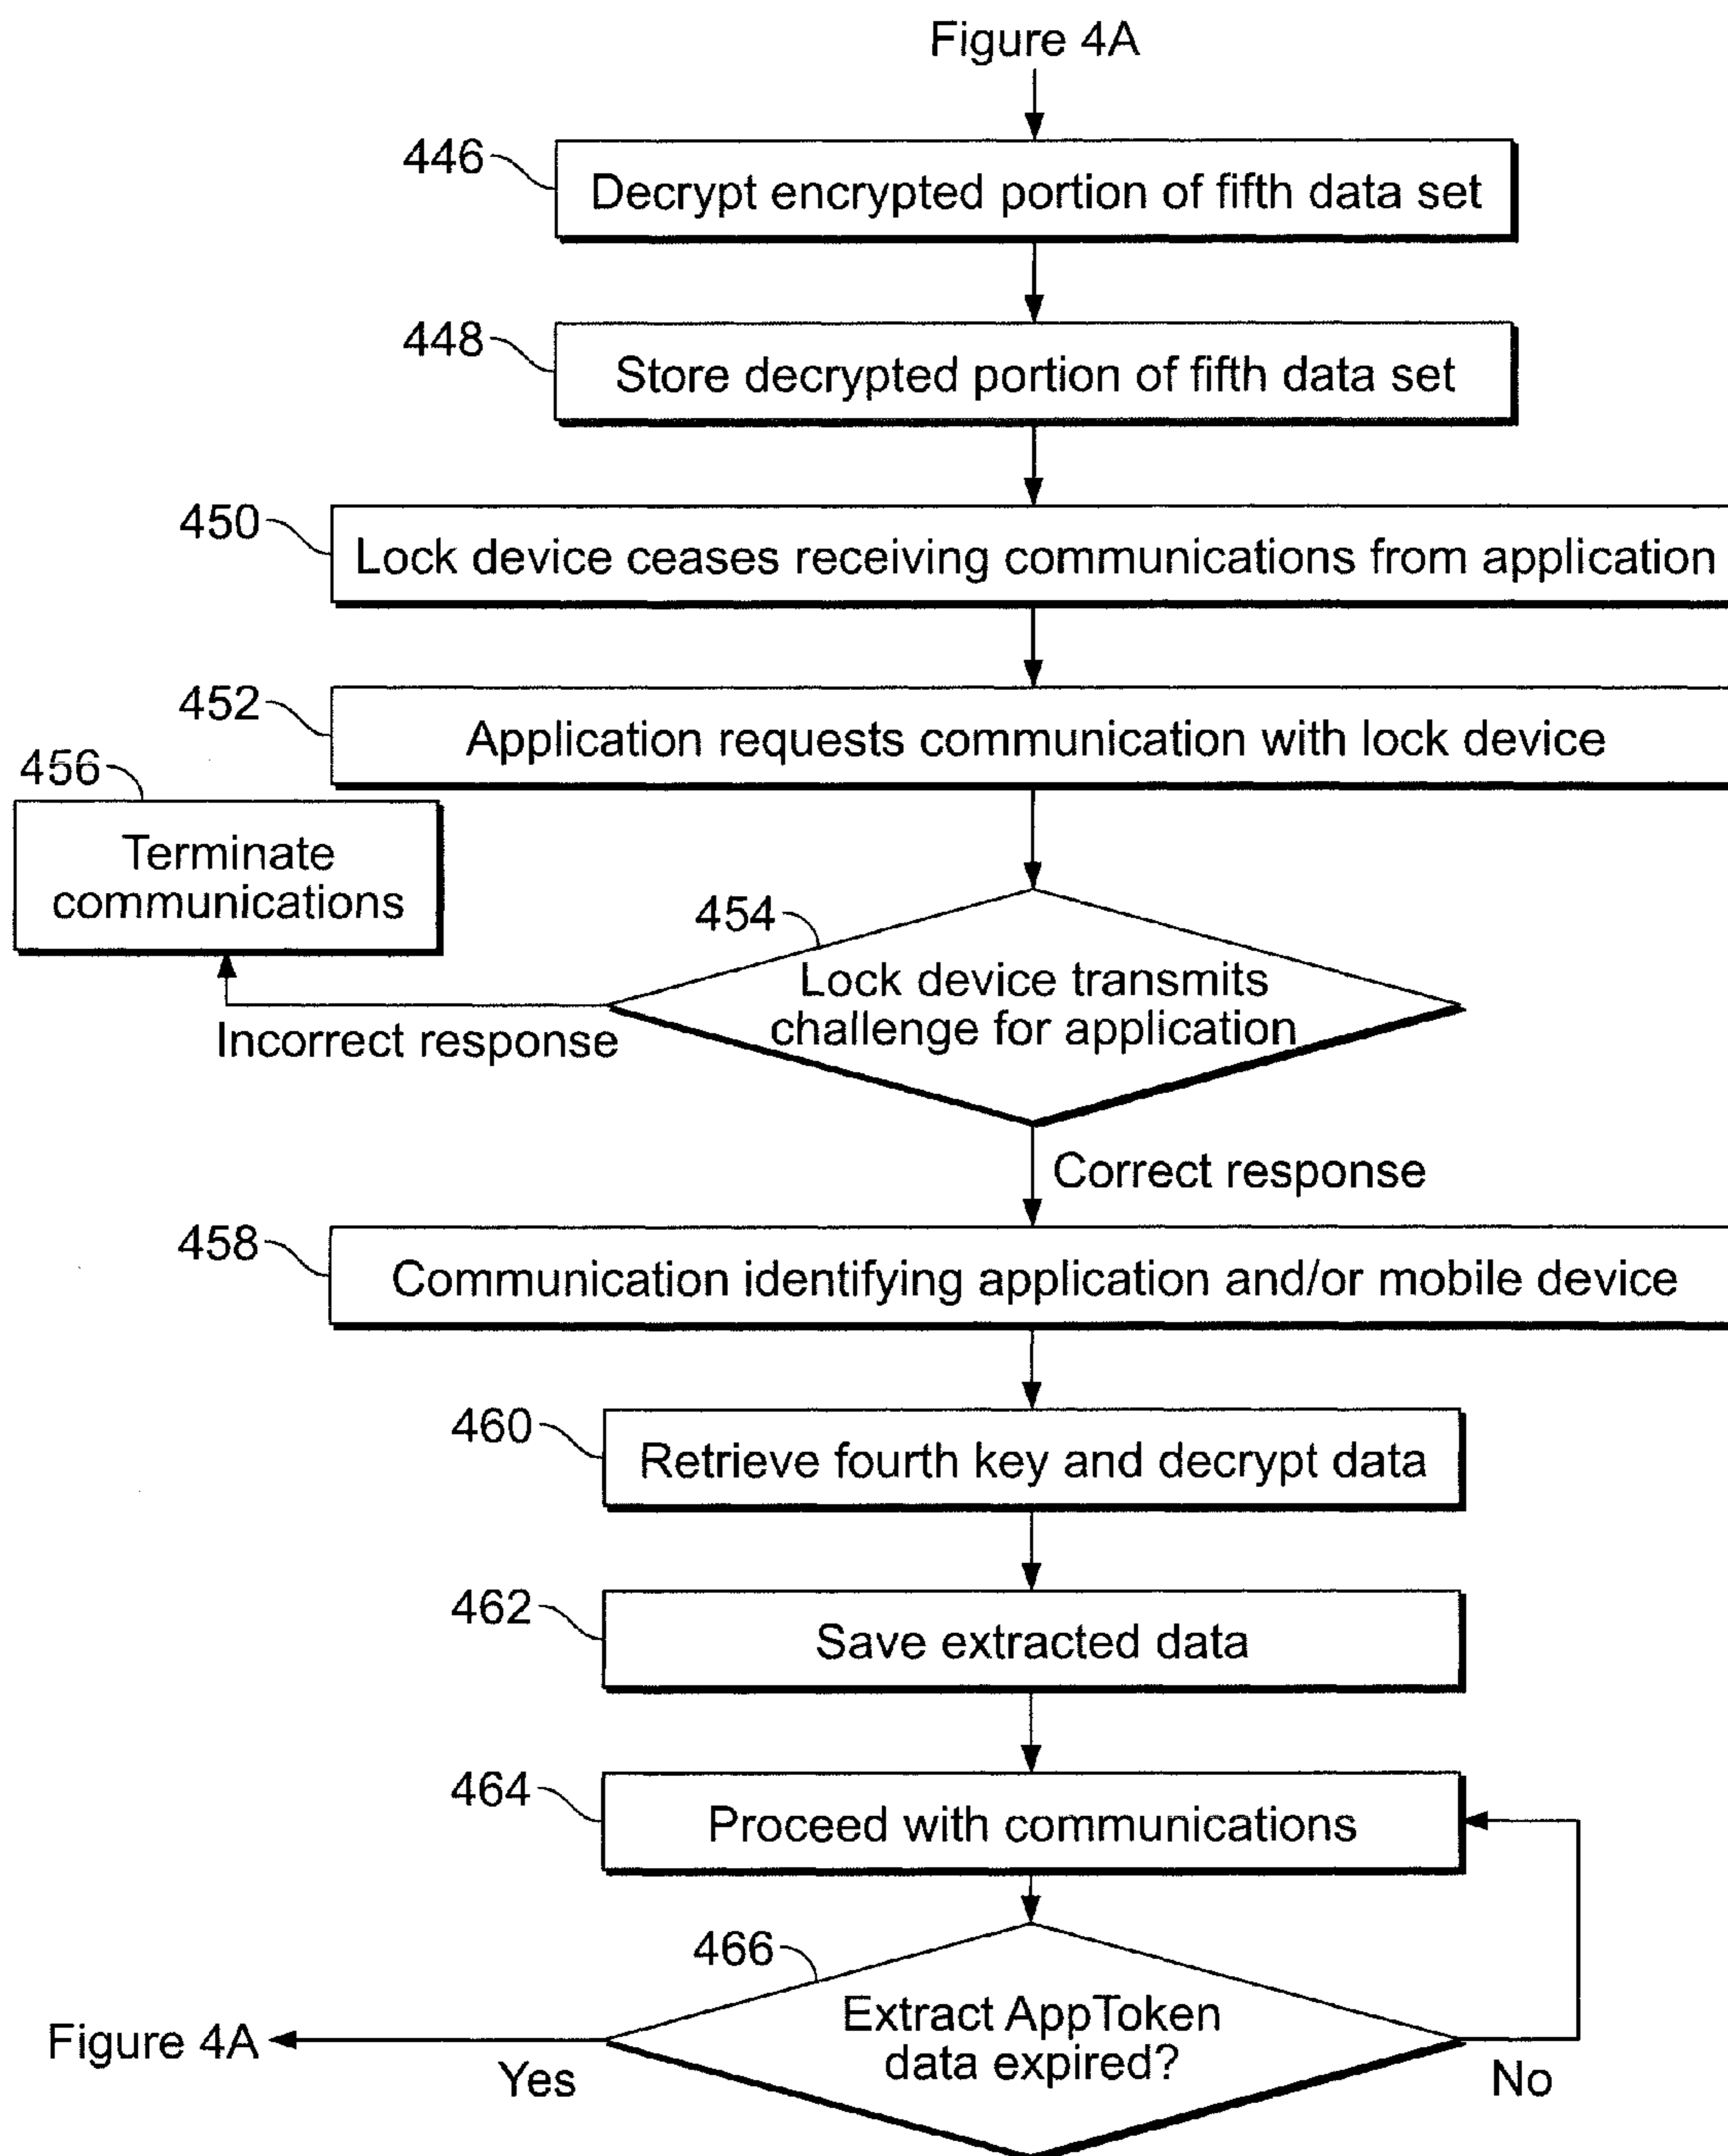 Figure 4A
446
Decrypt encrypted portion of fifth data set
448
Store decrypted portion of fifth data set
450
Lock device ceases receiving communications from application
452
Application requests communication with lock device
456
Terminate
communications
454
Lock device transmits
challenge for application
Incorrect response
Correct response
458
Communication identifying application and/or mobile device
460
Retrieve fourth key and decrypt data
462
Save extracted data
464
Proceed with communications
466
Extract AppToken
data expired?
Figure 4A
Yes
No